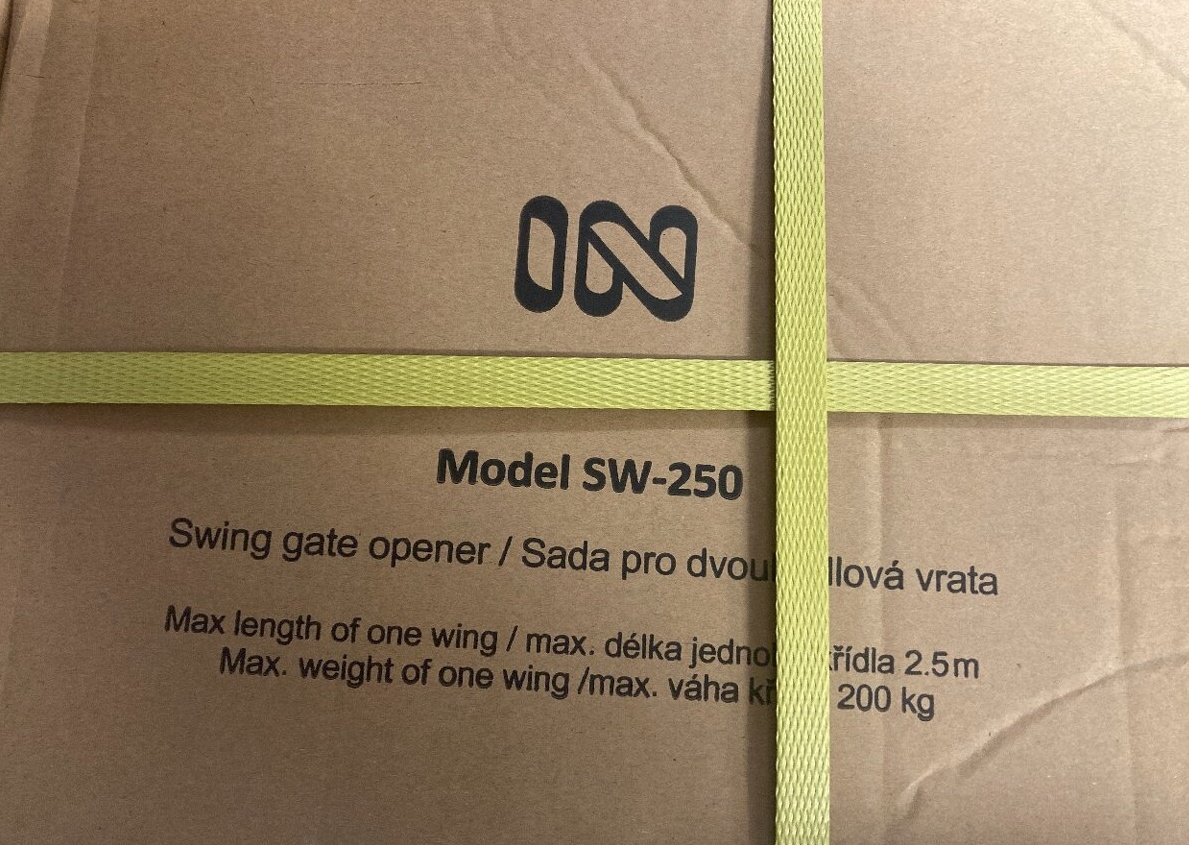 IN
Model SW-250
Swing gate opener / Sada pro vrata
Max length of one wing / max. délka 2.5m
Max. weight of one wing /max. váha 200 kg